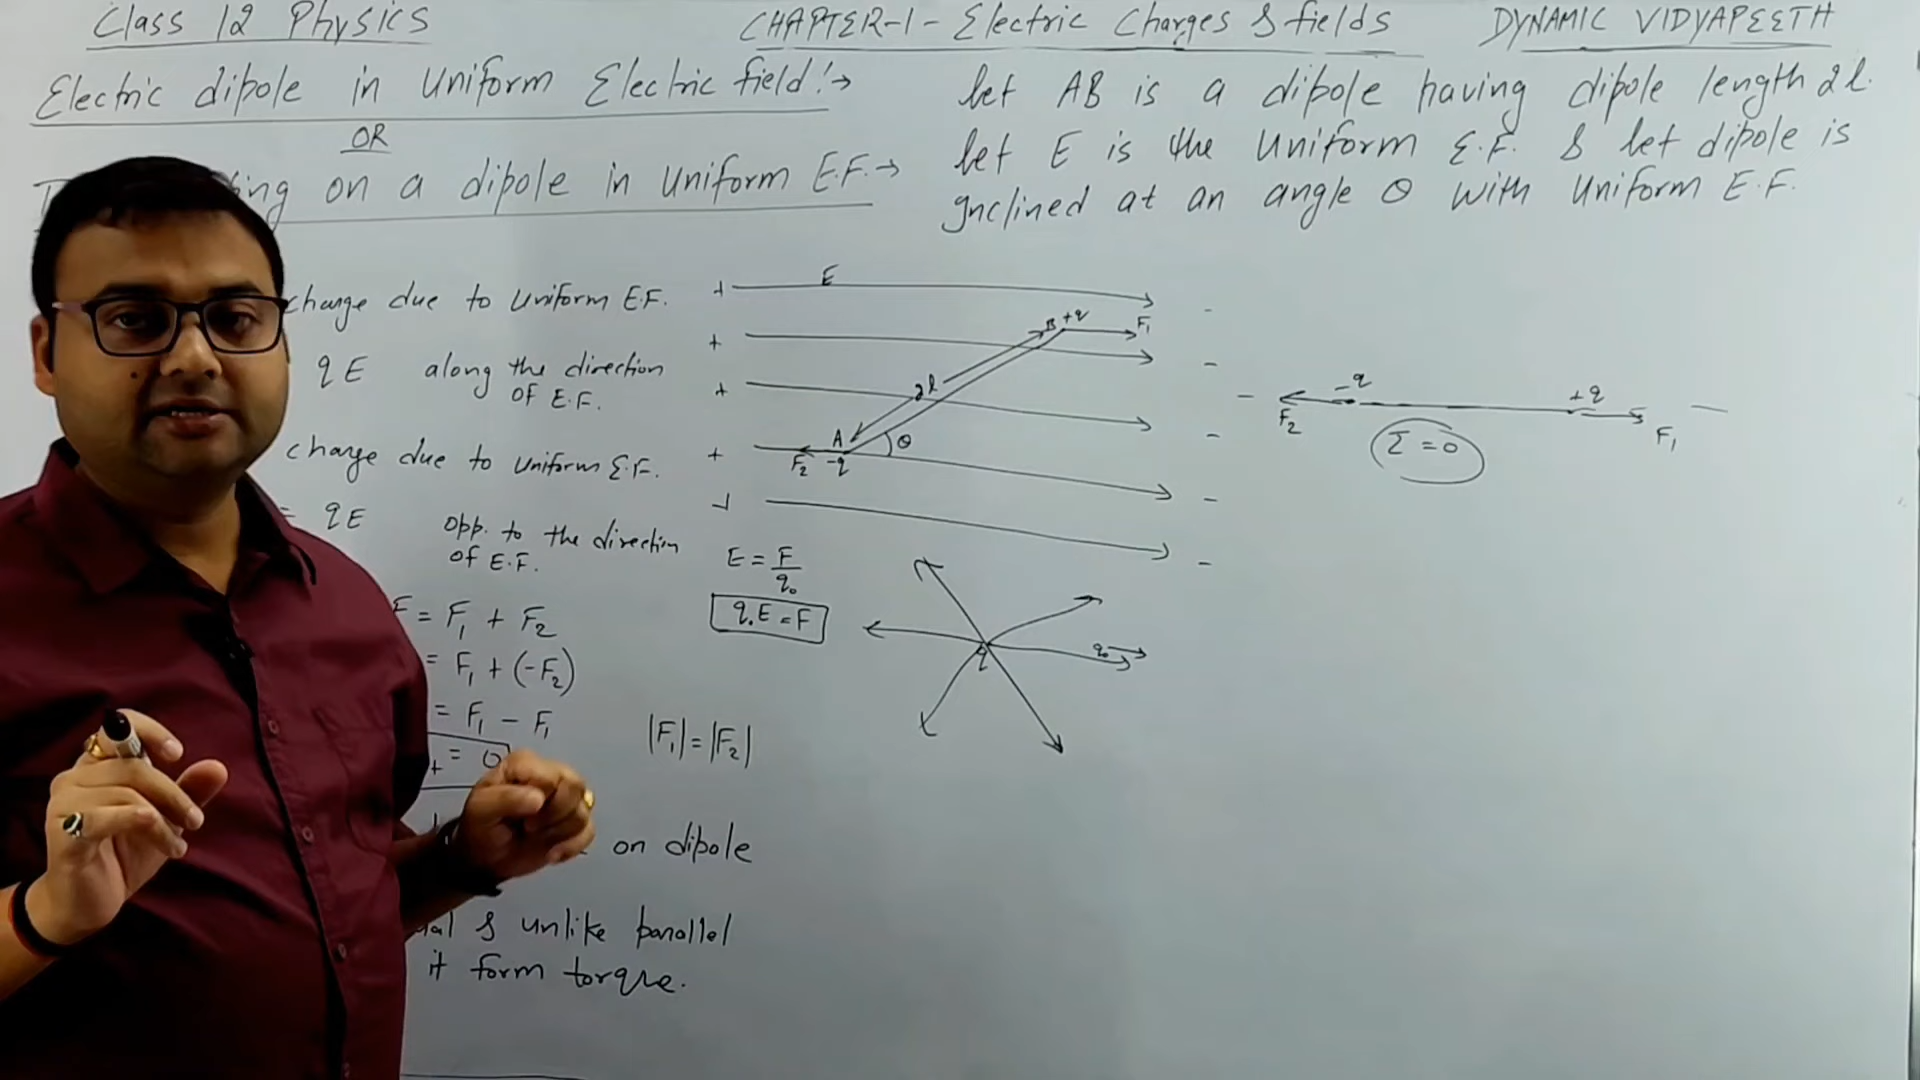 Class 12 Physics
CHAPTER-1- Electric Charges & fields
DYNAMIC VIDYAPEETH
Electric dipole in Uniform Electric field:→
OR
on a dipole in Uniform E.F.→
let AB is a dipole having dipole length 2l.
let E is the Uniform E.F. & let dipole is
Inclined at an angle θ with Uniform E.F.
charge due to Uniform E.F.
qE along the direction
of E.F.
charge due to Uniform E.F.
= qE opp. to the direction
of E.F.
= F₁ + F₂
= F₁ + (-F₂)
= F₁ - F₁
|F₁| = |F₂|
= 0
on dipole
& unlike parallel
it form torque.
+ E -
B +q F₁
+ -
2l
+ -
A θ
F₂ -q
+ -
+ -
E = F/q₀
q₀E = F
q q₀
- -q +q -
F₂ F₁
τ = 0